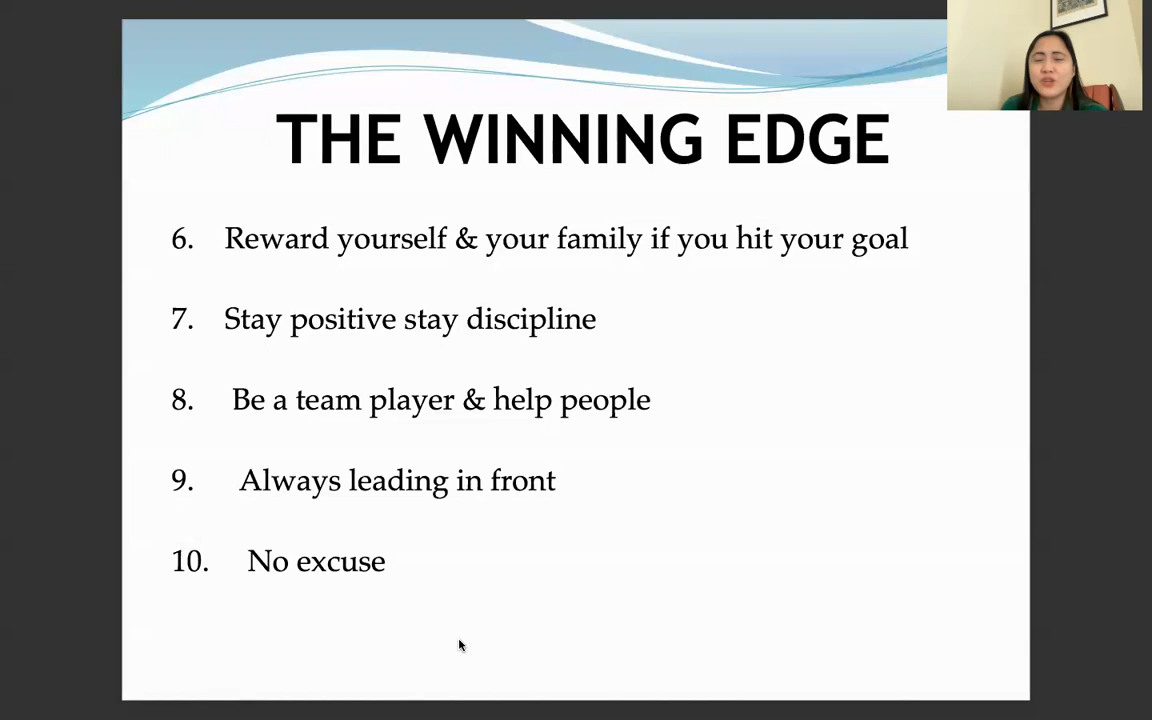 THE WINNING EDGE
6. Reward yourself & your family if you hit your goal
7. Stay positive stay discipline
8. Be a team player & help people
9. Always leading in front
10. No excuse